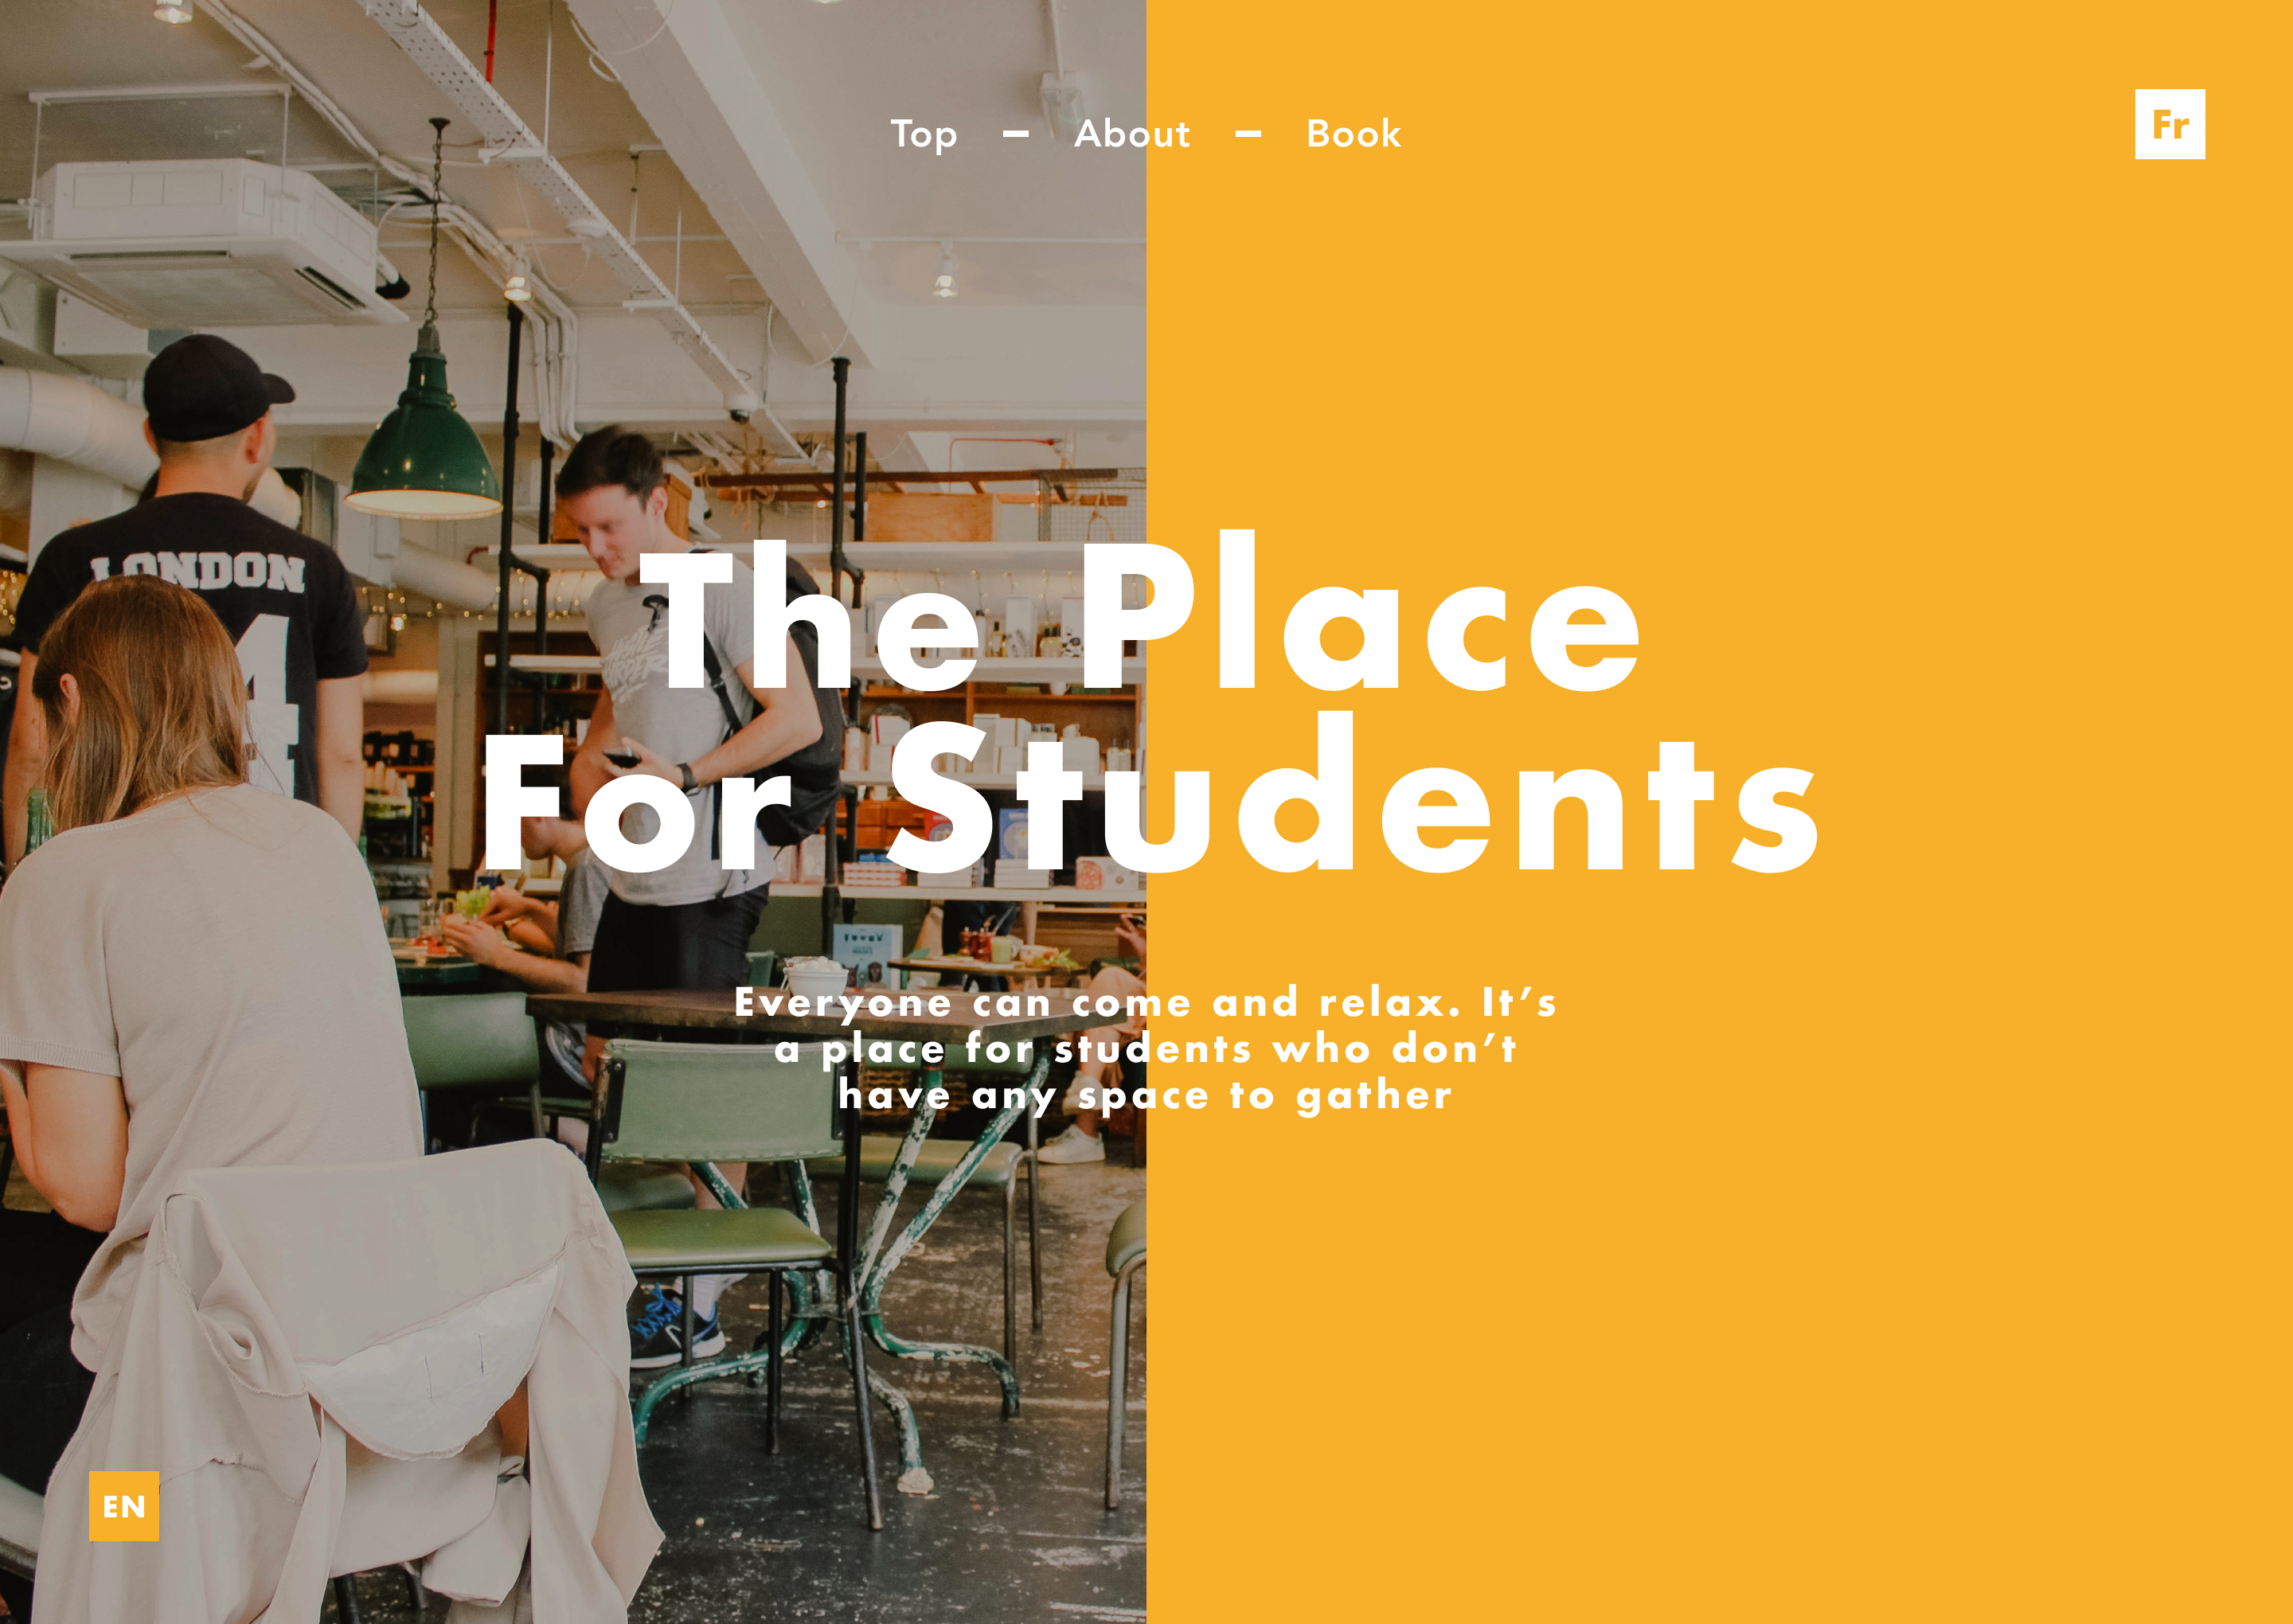 Top – About – Book
Fr
LONDON
4
The Place
For Students
Everyone can come and relax. It’s
a place for students who don’t
have any space to gather
EN